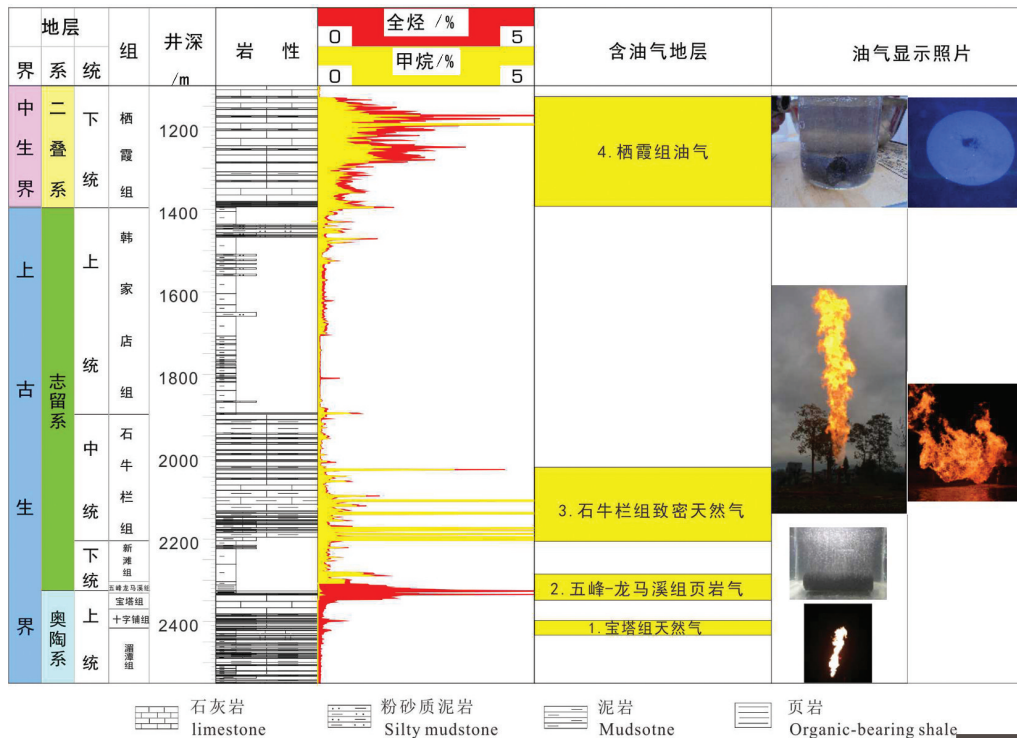 地层
界
系
统
组
井深
/m
岩 性
全烃 /%
0 5
甲烷/%
0 5
含油气地层
油气显示照片
中生界
二叠系
下统
栖霞组
1200
4.栖霞组油气
1400
上古生界
志留系
上统
韩家店组
1600
1800
中统
石牛栏组
2000
3.石牛栏组致密天然气
2200
下统
新滩组
五峰龙马溪组
2.五峰-龙马溪组页岩气
奥陶系
上统
宝塔组
十字铺组
湄潭组
2400
1.宝塔组天然气
石灰岩
limestone
粉砂质泥岩
Silty mudstone
泥岩
Mudsotne
页岩
Organic-bearing shale